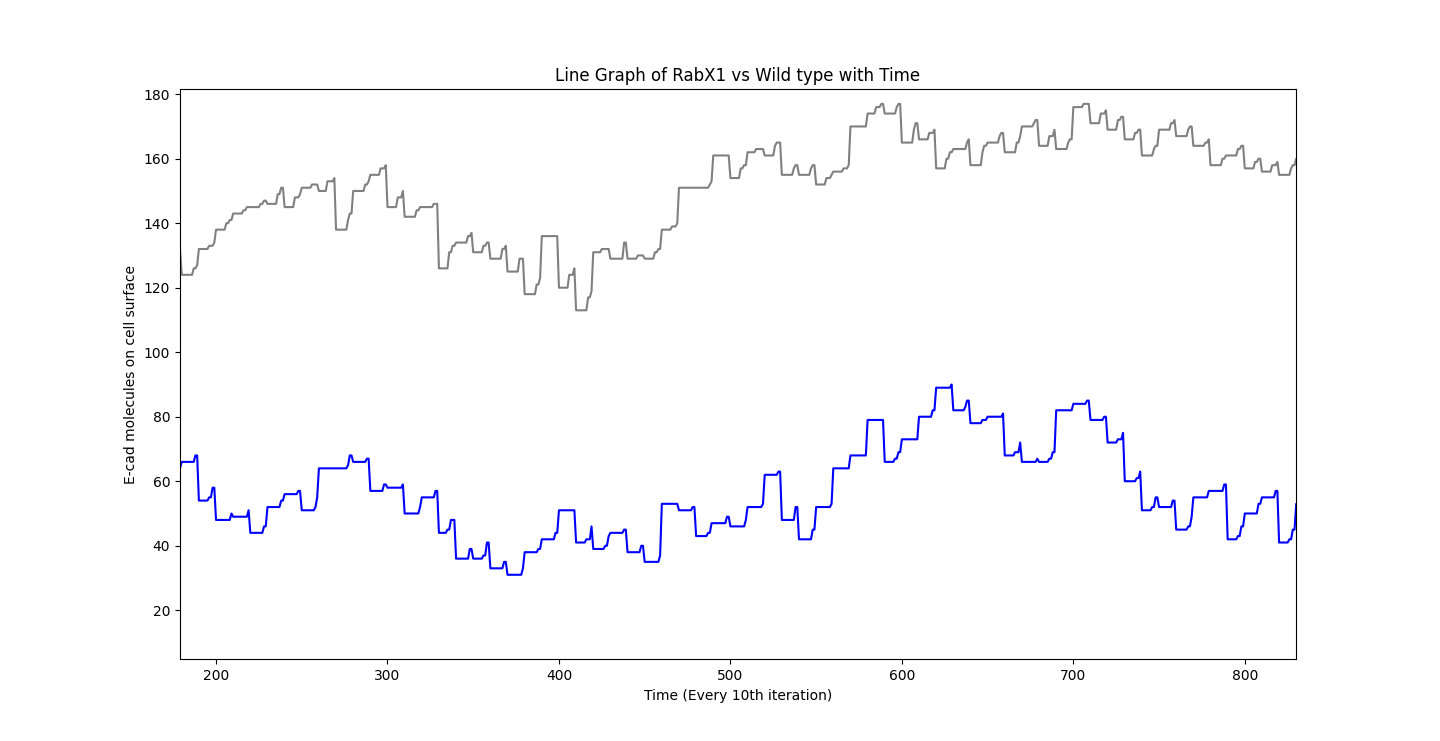 Line Graph of RabX1 vs Wild type with Time
E-cad molecules on cell surface
180
160
140
120
100
80
60
40
20
200 300 400 500 600 700 800
Time (Every 10th iteration)